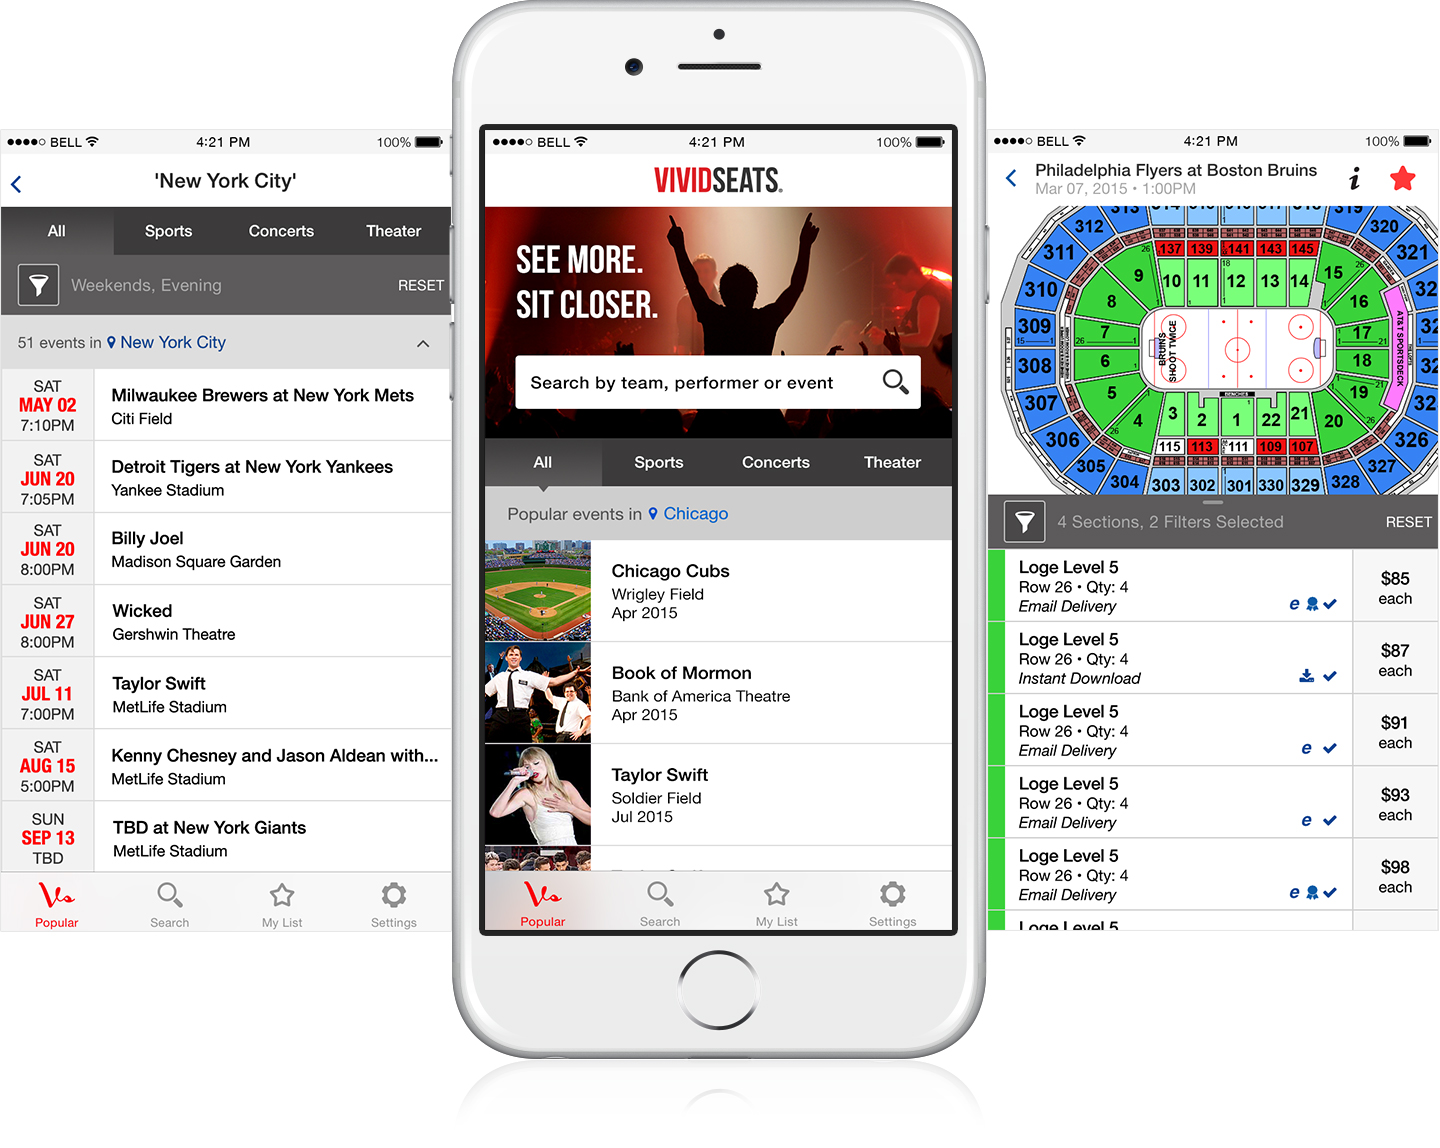 BELL
4:21 PM
100%
'New York City'
All
Sports
Concerts
Theater
Weekends, Evening
RESET
51 events in New York City
SAT
MAY 02
7:10PM
Milwaukee Brewers at New York Mets
Citi Field
SAT
JUN 20
7:05PM
Detroit Tigers at New York Yankees
Yankee Stadium
SAT
JUN 20
8:00PM
Billy Joel
Madison Square Garden
SAT
JUN 27
8:00PM
Wicked
Gershwin Theatre
SAT
JUL 11
7:00PM
Taylor Swift
MetLife Stadium
SAT
AUG 15
5:00PM
Kenny Chesney and Jason Aldean with...
MetLife Stadium
SUN
SEP 13
TBD
TBD at New York Giants
MetLife Stadium
Popular
Search
My List
Settings
BELL
4:21 PM
100%
VIVIDSEATS®
SEE MORE.
SIT CLOSER.
Search by team, performer or event
All
Sports
Concerts
Theater
Popular events in Chicago
Chicago Cubs
Wrigley Field
Apr 2015
Book of Mormon
Bank of America Theatre
Apr 2015
Taylor Swift
Soldier Field
Jul 2015
Popular
Search
My List
Settings
BELL
4:21 PM
100%
Philadelphia Flyers at Boston Bruins
Mar 07, 2015 • 1:00PM
i
313
319
312
320
311
137 139 141 143 145
321
9
10 11 12 13 14
15
310
8
16
309
7
17
AT&T SPORTSDECK
BRUINS
SHOOT TWICE
308
6
18
307
5
19
4
3 2 1 22 21
20
306
115 113 111 109 107
326
305
327
304
303 302 301 330 329
328
4 Sections, 2 Filters Selected
RESET
Loge Level 5
Row 26 • Qty: 4
Email Delivery
$85
each
Loge Level 5
Row 26 • Qty: 4
Instant Download
$87
each
Loge Level 5
Row 26 • Qty: 4
Email Delivery
$91
each
Loge Level 5
Row 26 • Qty: 4
Email Delivery
$93
each
Loge Level 5
Row 26 • Qty: 4
Email Delivery
$98
each
Loge Level 5